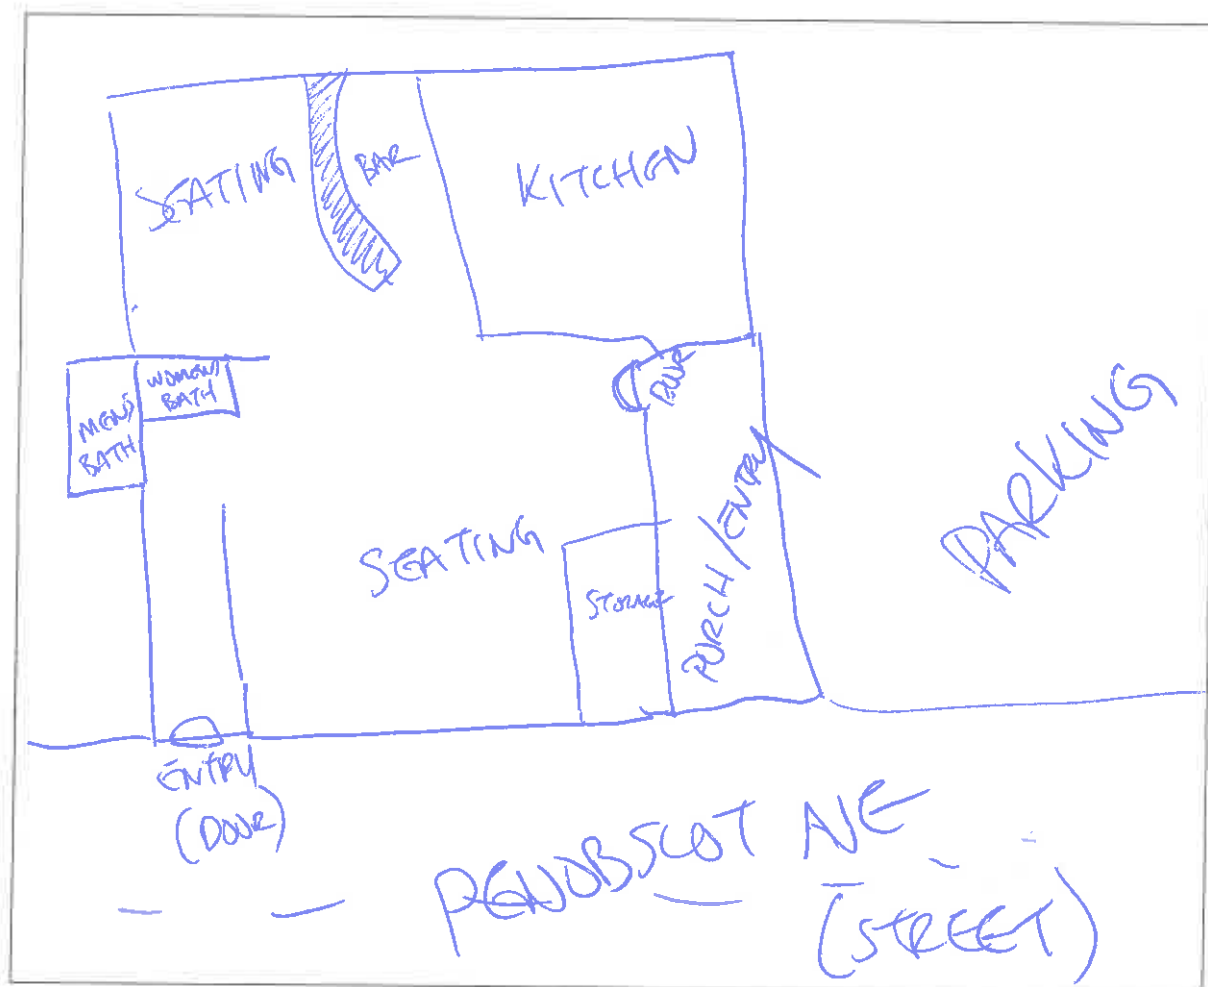 SEATING
BAR
KITCHEN
WOMENS
BATH
MENS
BATH
DOOR
SEATING
STORAGE
PORCH/ENTRY
PARKING
ENTRY
(DOOR)
PENOBSCOT AVE
(STREET)